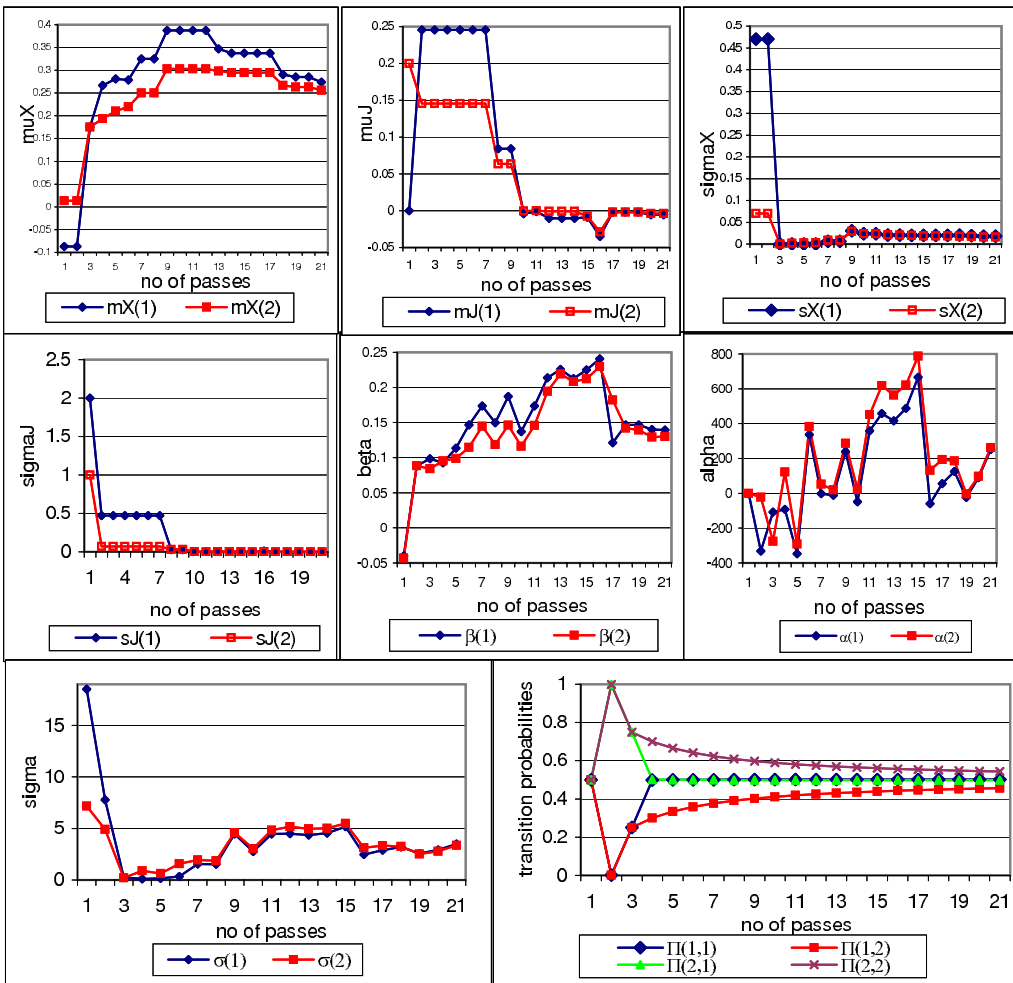 muX
0.4
0.35
0.3
0.25
0.2
0.15
0.1
0.05
0
-0.05
-0.1
1 3 5 7 9 11 13 15 17 19 21
no of passes
mX(1) mX(2)
muJ
0.25
0.2
0.15
0.1
0.05
0
-0.05
1 3 5 7 9 11 13 15 17 19 21
no of passes
mJ(1) mJ(2)
sigmaX
0.5
0.45
0.4
0.35
0.3
0.25
0.2
0.15
0.1
0.05
0
1 3 5 7 9 11 13 15 17 19 21
no of passes
sX(1) sX(2)
sigmaJ
2.5
2
1.5
1
0.5
0
1 4 7 10 13 16 19
no of passes
sJ(1) sJ(2)
beta
0.25
0.2
0.15
0.1
0.05
0
-0.05
1 3 5 7 9 11 13 15 17 19 21
no of passes
β(1) β(2)
alpha
800
600
400
200
0
-200
-400
1 3 5 7 9 11 13 15 17 19 21
no of passes
α(1) α(2)
sigma
15
10
5
0
1 3 5 7 9 11 13 15 17 19 21
no of passes
σ(1) σ(2)
transition probabilities
1
0.8
0.6
0.4
0.2
0
1 3 5 7 9 11 13 15 17 19 21
no of passes
Π(1,1) Π(1,2)
Π(2,1) Π(2,2)